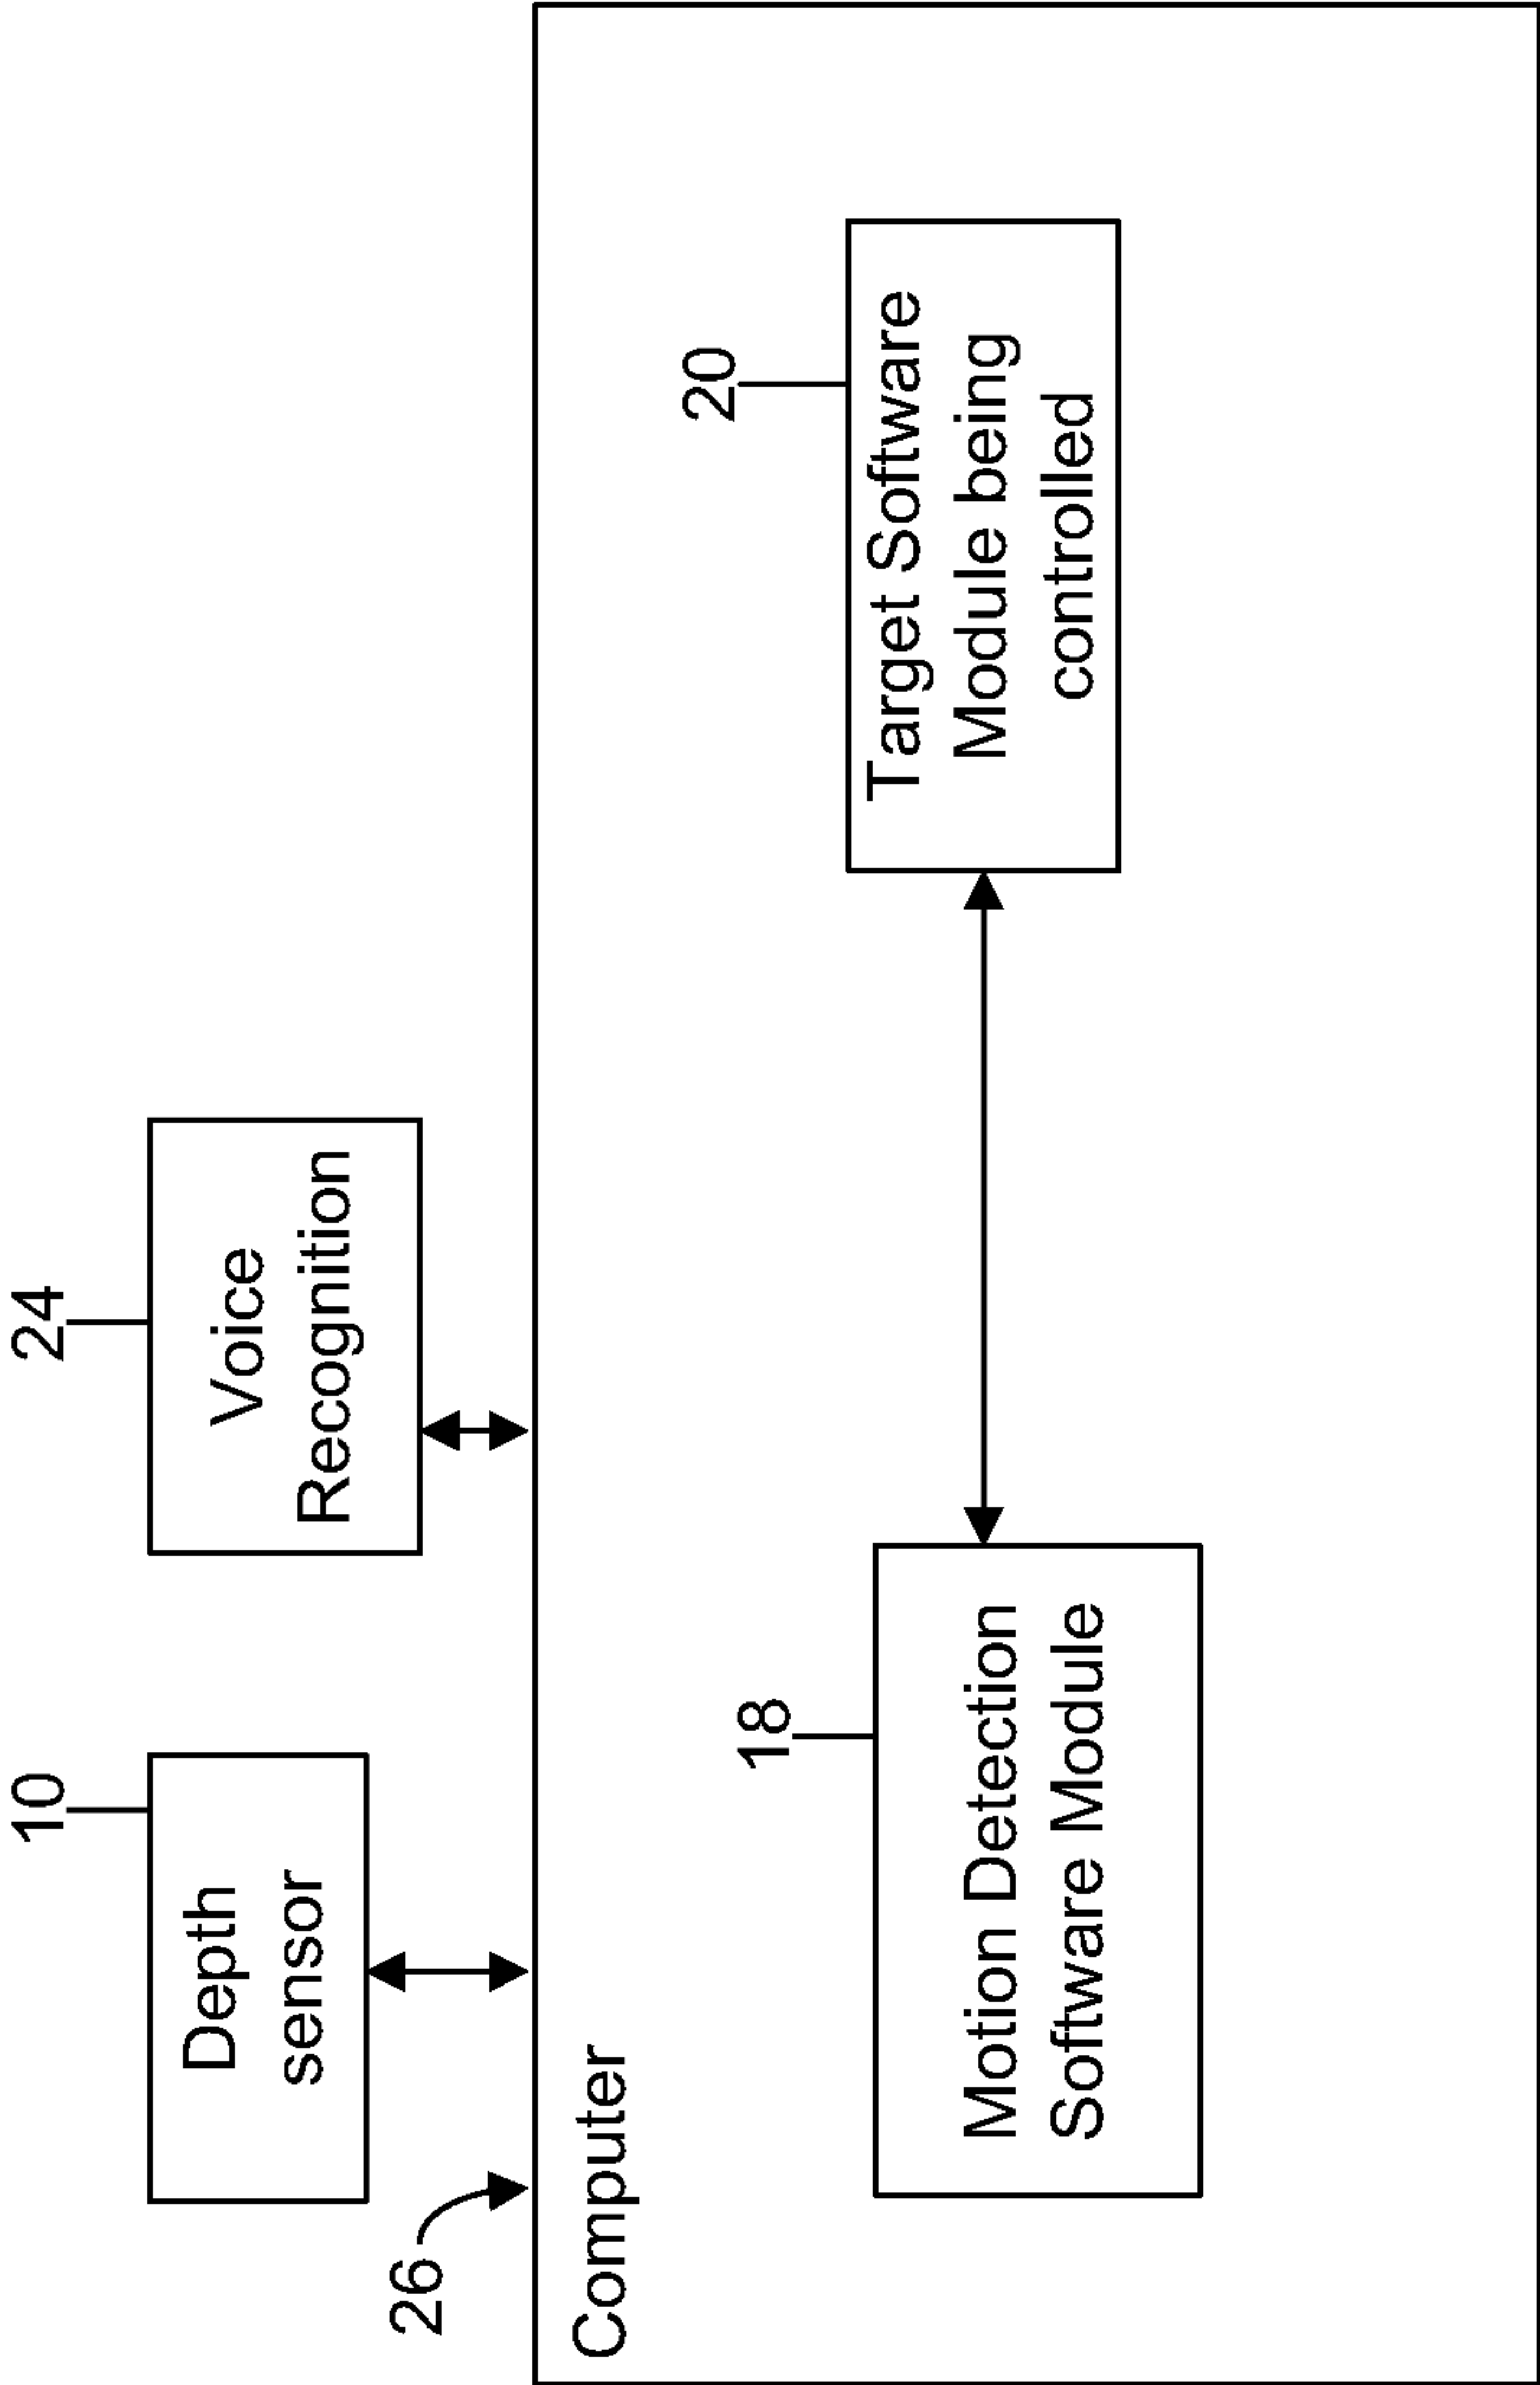 10
Depth
sensor
24
Voice
Recognition
26
Computer
18
Motion Detection
Software Module
20
Target Software
Module being
controlled